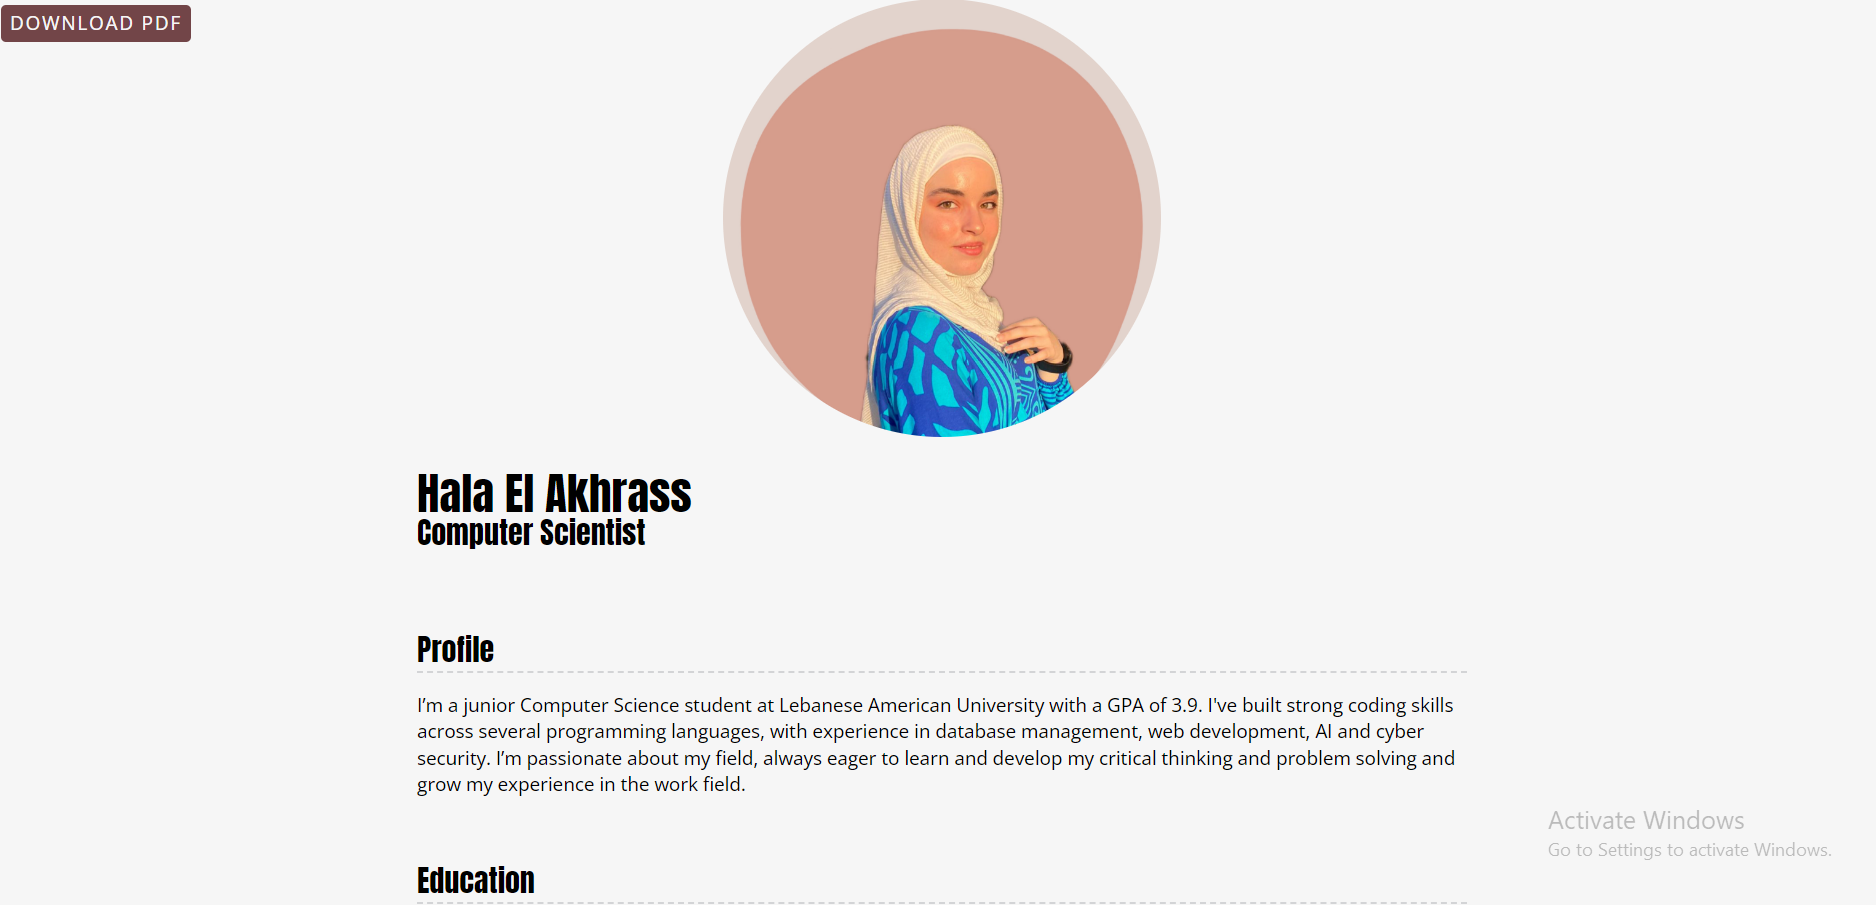 DOWNLOAD PDF
Hala El Akhrass
Computer Scientist
Profile
I’m a junior Computer Science student at Lebanese American University with a GPA of 3.9. I've built strong coding skills
across several programming languages, with experience in database management, web development, AI and cyber
security. I’m passionate about my field, always eager to learn and develop my critical thinking and problem solving and
grow my experience in the work field.
Activate Windows
Go to Settings to activate Windows.
Education